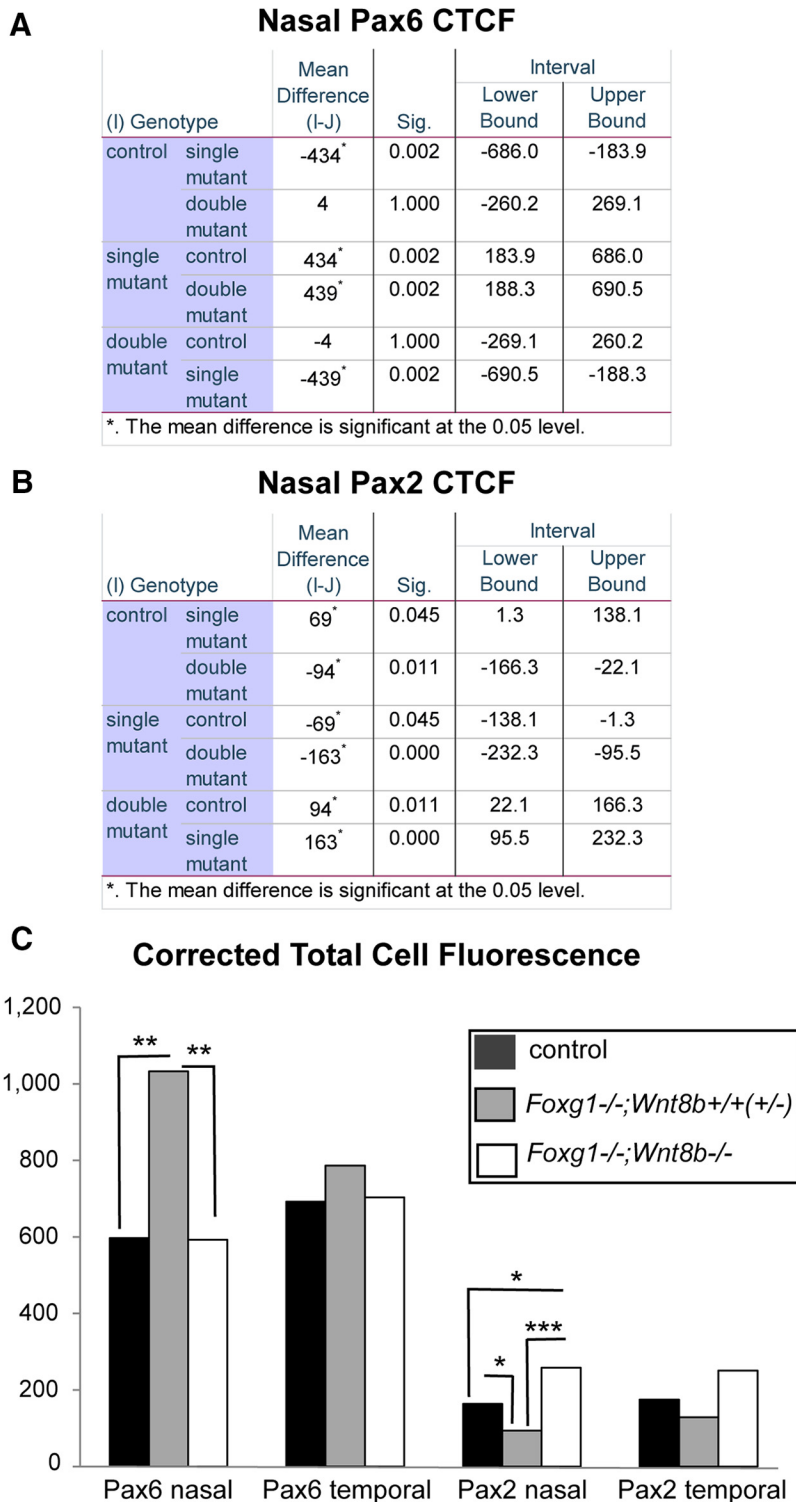 A
Nasal Pax6 CTCF
(I) Genotype
Mean
Difference
(I-J)
Sig.
Interval
Lower
Bound
Upper
Bound
control single mutant -434* 0.002 -686.0 -183.9
double mutant 4 1.000 -260.2 269.1
single mutant control 434* 0.002 183.9 686.0
double mutant 439* 0.002 188.3 690.5
double mutant control -4 1.000 -269.1 260.2
single mutant -439* 0.002 -690.5 -188.3
*. The mean difference is significant at the 0.05 level.
B
Nasal Pax2 CTCF
(I) Genotype
Mean
Difference
(I-J)
Sig.
Interval
Lower
Bound
Upper
Bound
control single mutant 69* 0.045 1.3 138.1
double mutant -94* 0.011 -166.3 -22.1
single mutant control -69* 0.045 -138.1 -1.3
double mutant -163* 0.000 -232.3 -95.5
double mutant control 94* 0.011 22.1 166.3
single mutant 163* 0.000 95.5 232.3
*. The mean difference is significant at the 0.05 level.
C
Corrected Total Cell Fluorescence
1,200
1,000
800
600
400
200
0
** **
*
***
*
control
Foxg1-/-;Wnt8b+/+(+/-)
Foxg1-/-;Wnt8b-/-
Pax6 nasal Pax6 temporal Pax2 nasal Pax2 temporal